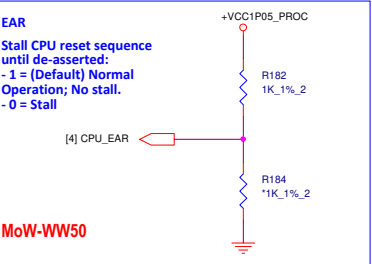 EAR
+VCC1P05_PROC
Stall CPU reset sequence
until de-asserted:
- 1 = (Default) Normal
Operation; No stall.
- 0 = Stall
R182
1K_1%_2
[4] CPU_EAR
R184
*1K_1%_2
MoW-WW50